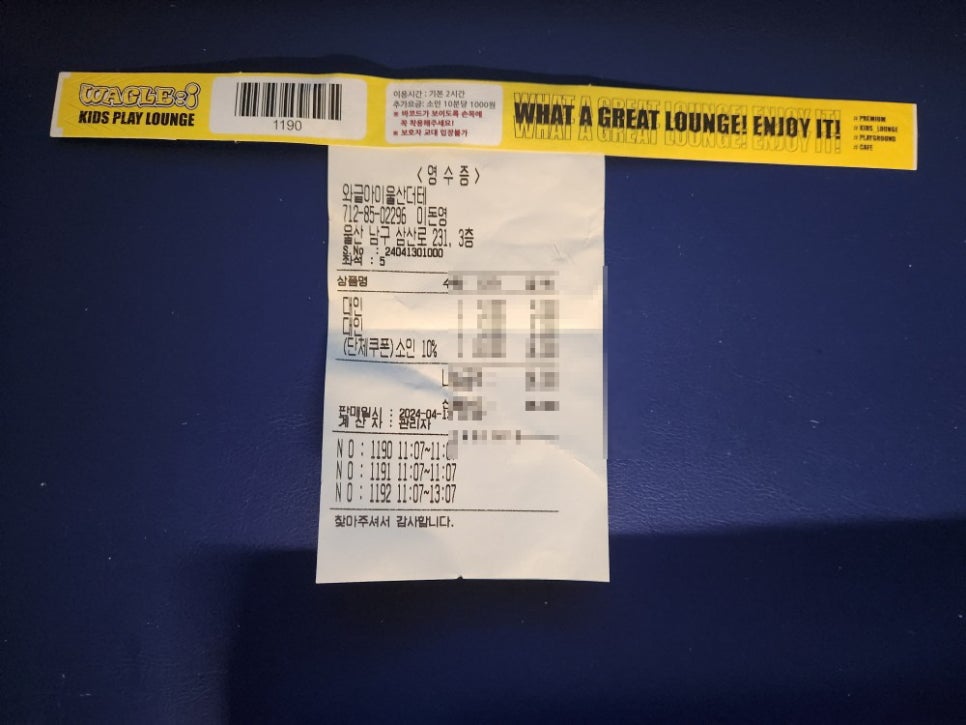 WAGLE:i
KIDS PLAY LOUNGE
1190
이용시간 : 기본 2시간
추가요금: 소인 10분당 1000원
※ 바코드가 보이도록 손목에
꼭 착용해주세요!
※ 보호자 교대 입장불가
WHAT A GREAT LOUNGE! ENJOY IT!
# PREMIUM
# KIDS_LOUNGE
# PLAYGROUND
# CAFE
<영수증>
와글아이울산더테
712-85-02296 이돈영
울산 남구 삼산로 231, 3층
S.No : 24041301000
좌석 : 5
상품명
대인
대인
(단체쿠폰)소인 10%
판매일시 : 2024-04-1
계 산 자 : 관리자
N O : 1190 11:07~11:0
N O : 1191 11:07~11:07
N O : 1192 11:07~13:07
찾아주셔서 감사합니다.